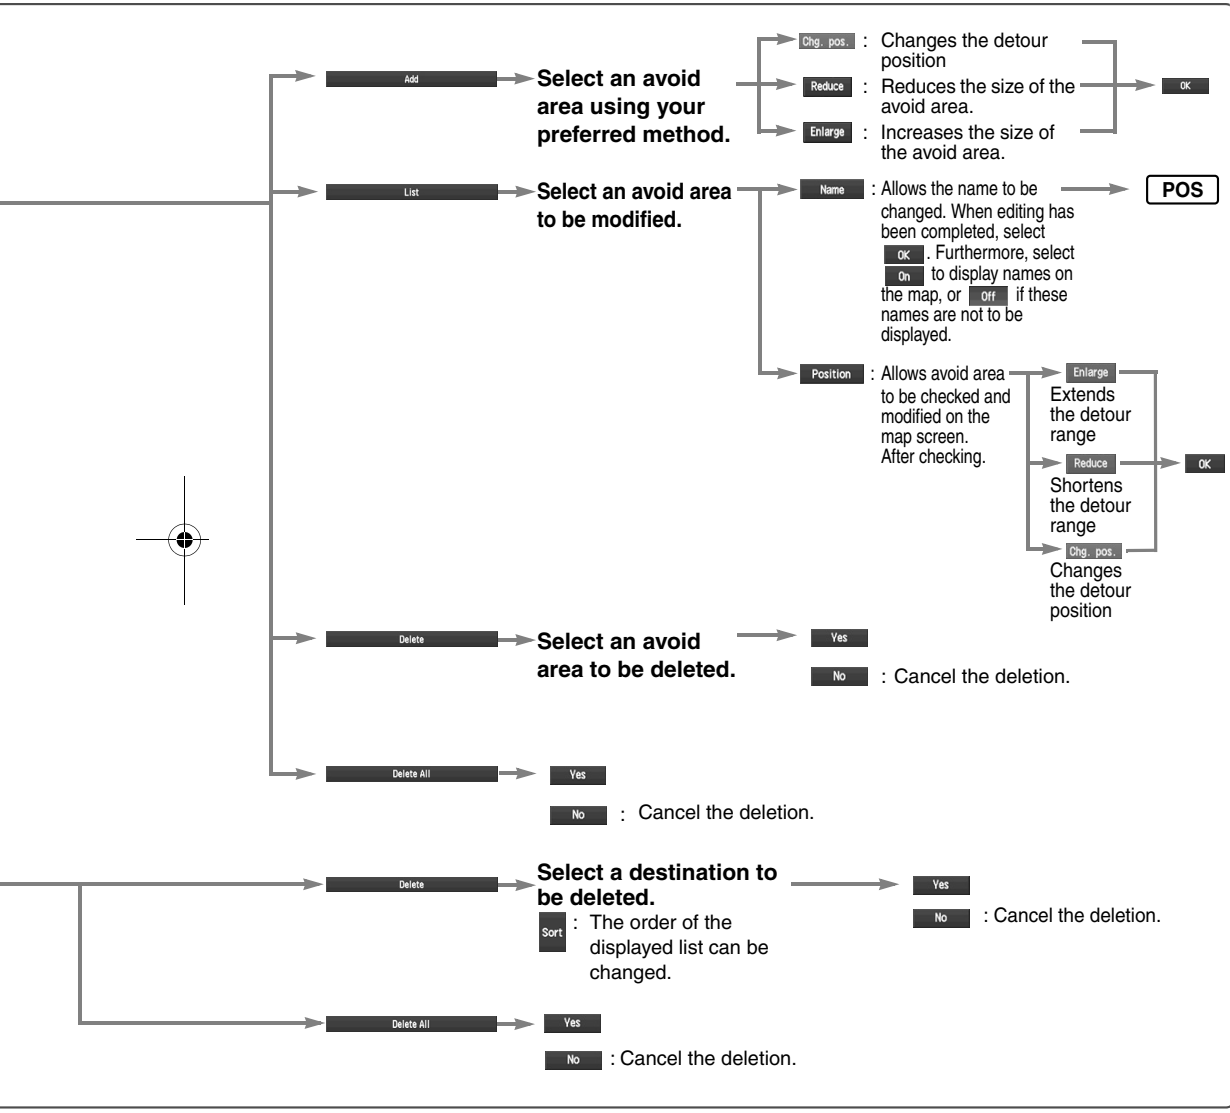 Add
Select an avoid
area using your
preferred method.
Chg. pos. : Changes the detour
position
Reduce : Reduces the size of the
avoid area.
Enlarge : Increases the size of
the avoid area.
OK
List
Select an avoid area
to be modified.
Name : Allows the name to be
changed. When editing has
been completed, select
OK . Furthermore, select
On to display names on
the map, or Off if these
names are not to be
displayed.
POS
Position : Allows avoid area
to be checked and
modified on the
map screen.
After checking.
Enlarge
Extends
the detour
range
Reduce
Shortens
the detour
range
Chg. pos.
Changes
the detour
position
OK
Delete
Select an avoid
area to be deleted.
Yes
No : Cancel the deletion.
Delete All
Yes
No : Cancel the deletion.
Delete
Select a destination to
be deleted.
Sort : The order of the
displayed list can be
changed.
Yes
No : Cancel the deletion.
Delete All
Yes
No : Cancel the deletion.